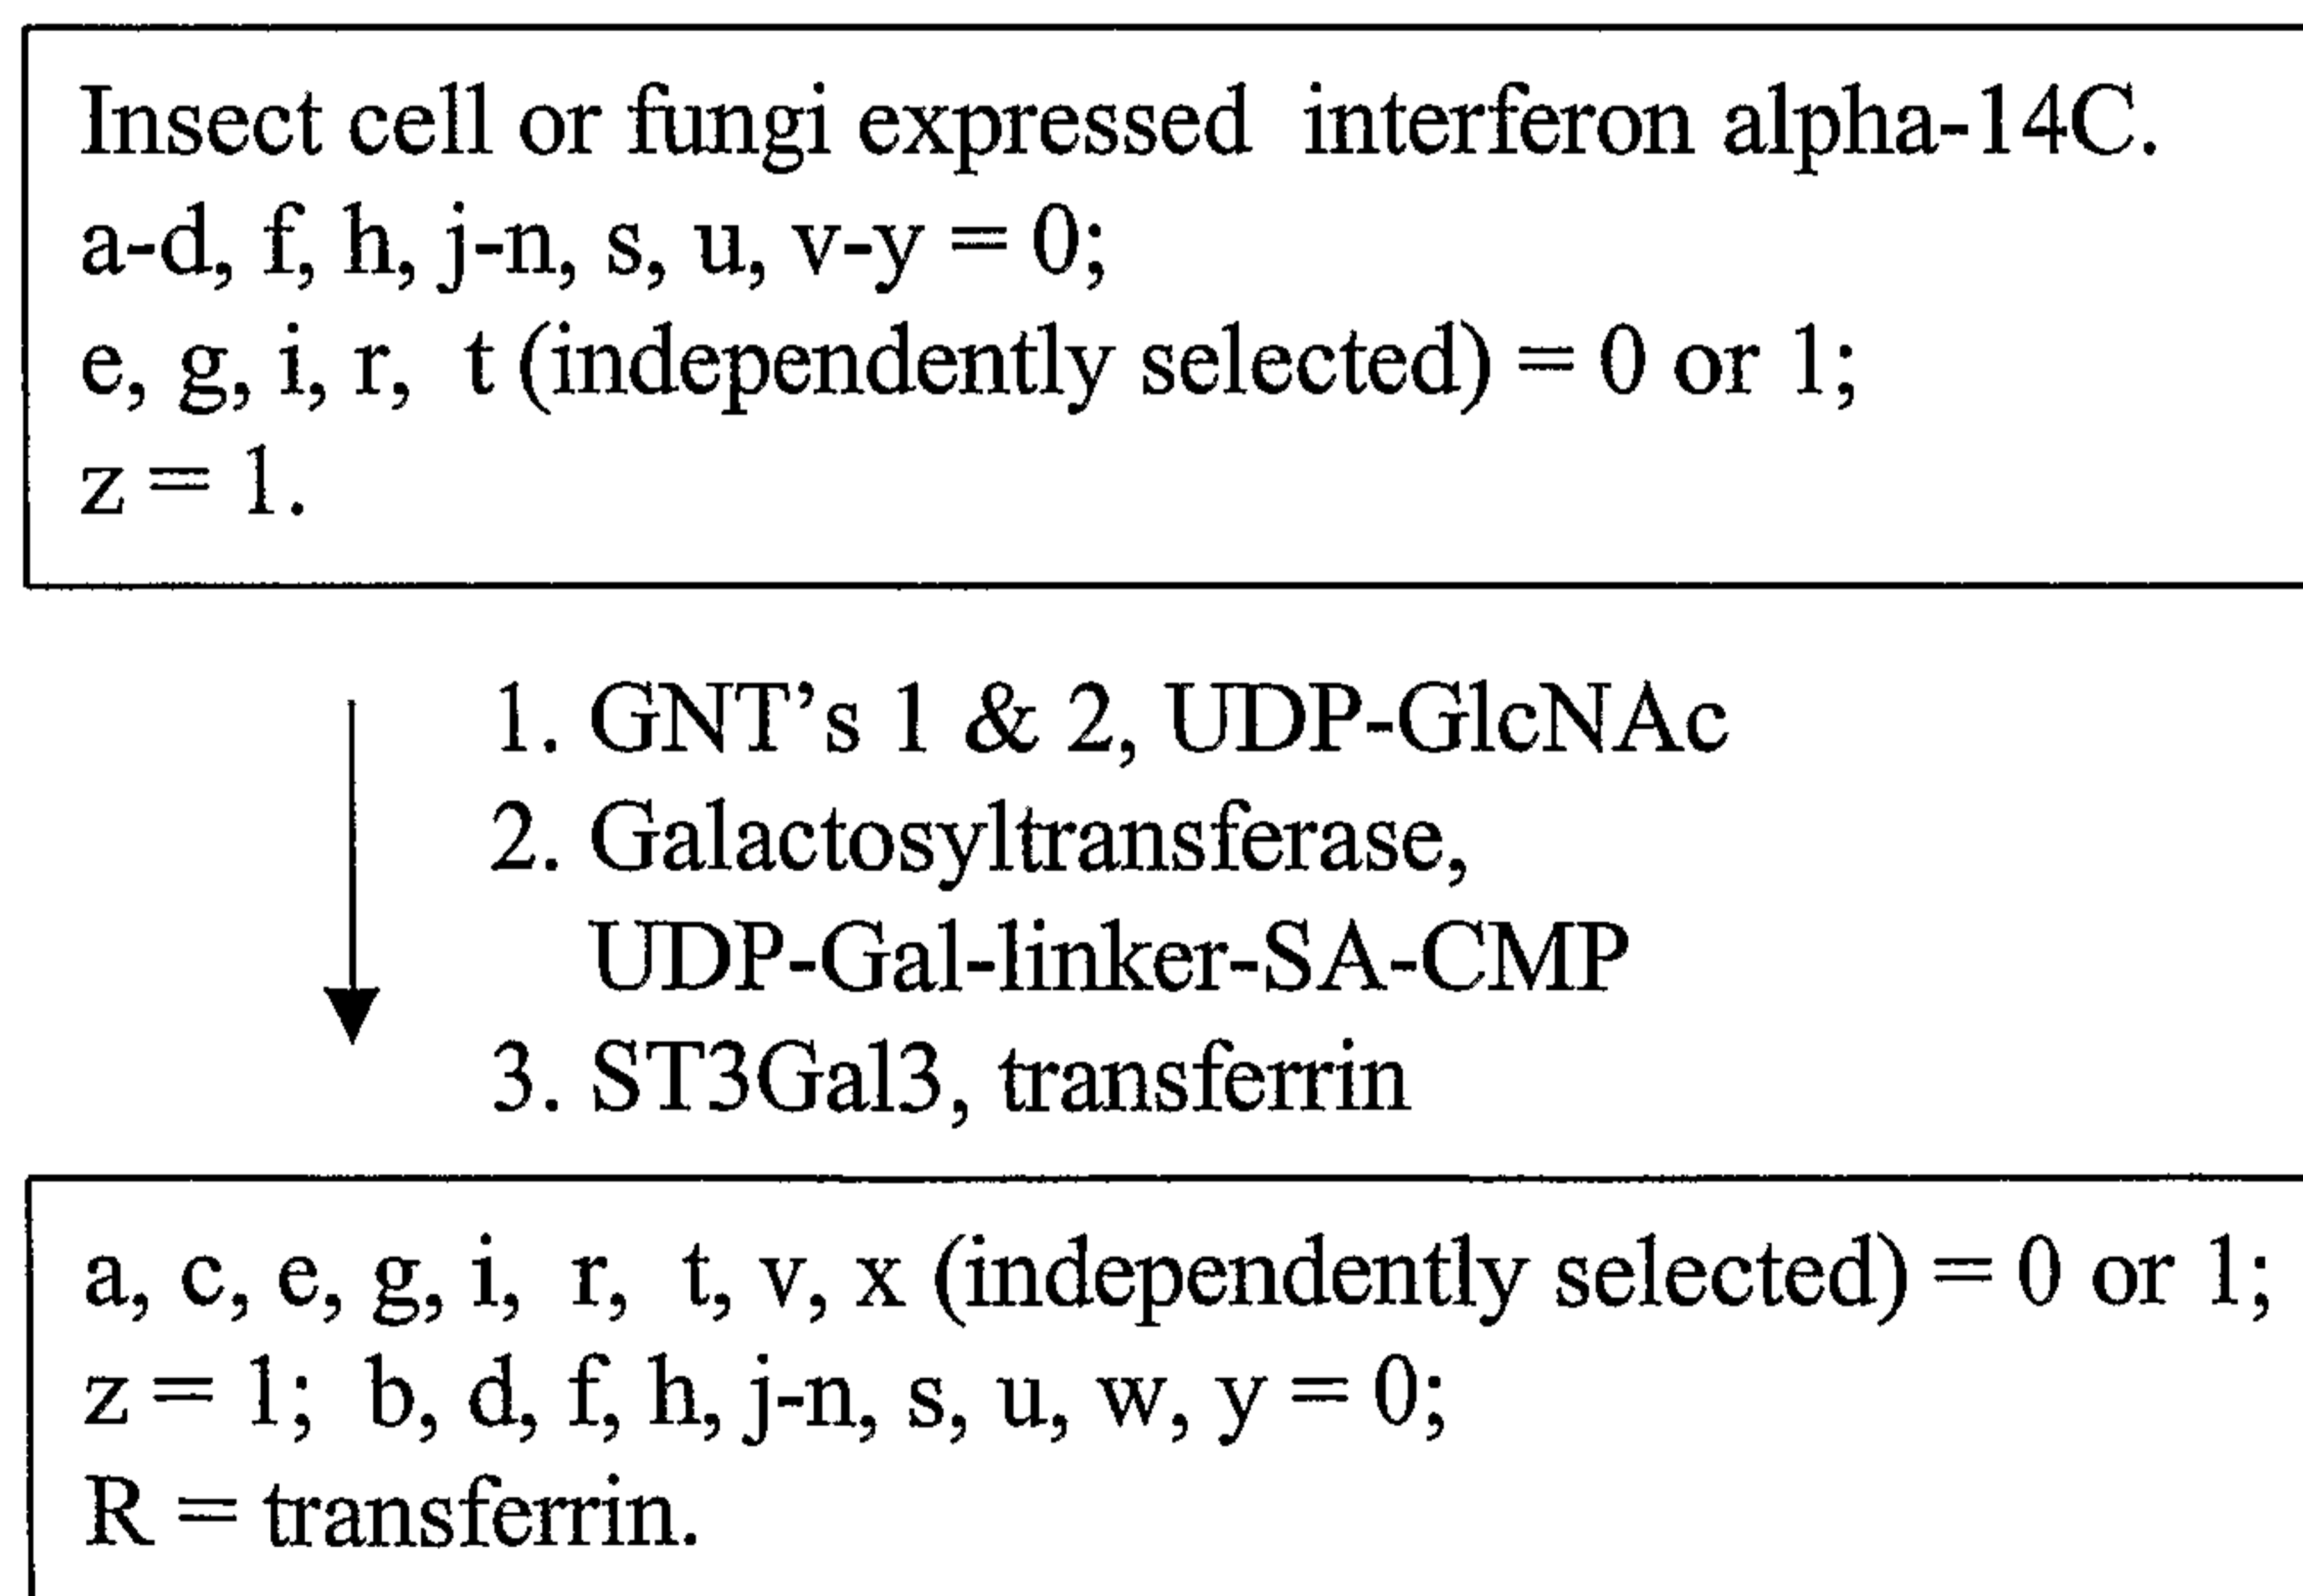 Insect cell or fungi expressed interferon alpha-14C.
a-d, f, h, j-n, s, u, v-y = 0;
e, g, i, r, t (independently selected) = 0 or 1;
z = 1.
1. GNT's 1 & 2, UDP-GlcNAc
2. Galactosyltransferase,
UDP-Gal-linker-SA-CMP
3. ST3Gal3, transferrin
a, c, e, g, i, r, t, v, x (independently selected) = 0 or 1;
z = 1; b, d, f, h, j-n, s, u, w, y = 0;
R = transferrin.